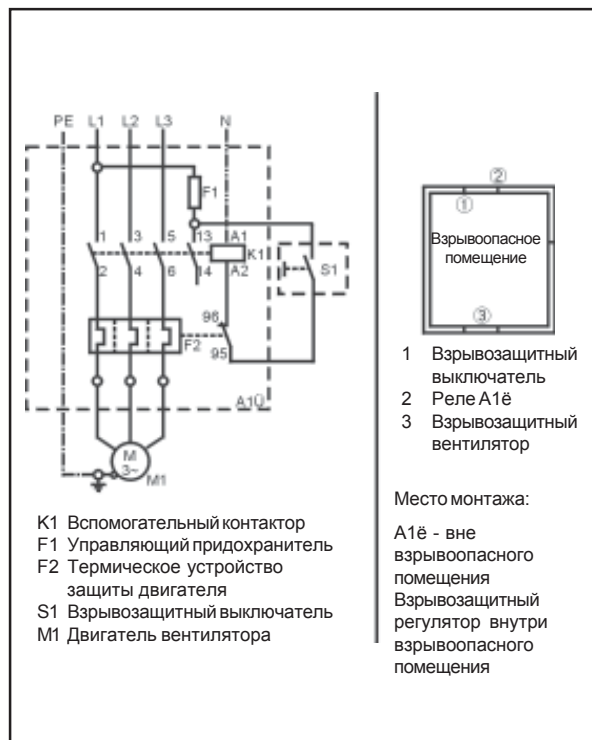 PE L1 L2 L3 N
F1
1 3 5 13 A1
K1
2 4 6 14 A2
S1
96
F2
95
A1Ü
M
3~
M1
K1 Вспомогательный контактор
F1 Управляющий придохранитель
F2 Термическое устройство
защиты двигателя
S1 Взрывозащитный выключатель
M1 Двигатель вентилятора
2
1
Взрывоопасное
помещение
3
1 Взрывозащитный
выключатель
2 Реле А1ё
3 Взрывозащитный
вентилятор
Место монтажа:
А1ё - вне
взрывоопасного
помещения
Взрывозащитный
регулятор внутри
взрывоопасного
помещения